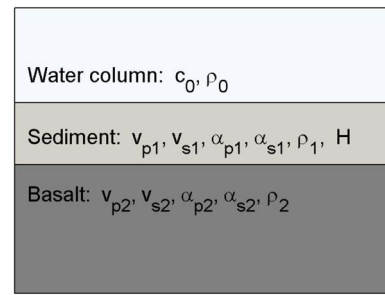 Water column: c₀, ρ₀
Sediment: vₚ₁, vₛ₁, αₚ₁, αₛ₁, ρ₁, H
Basalt: vₚ₂, vₛ₂, αₚ₂, αₛ₂, ρ₂